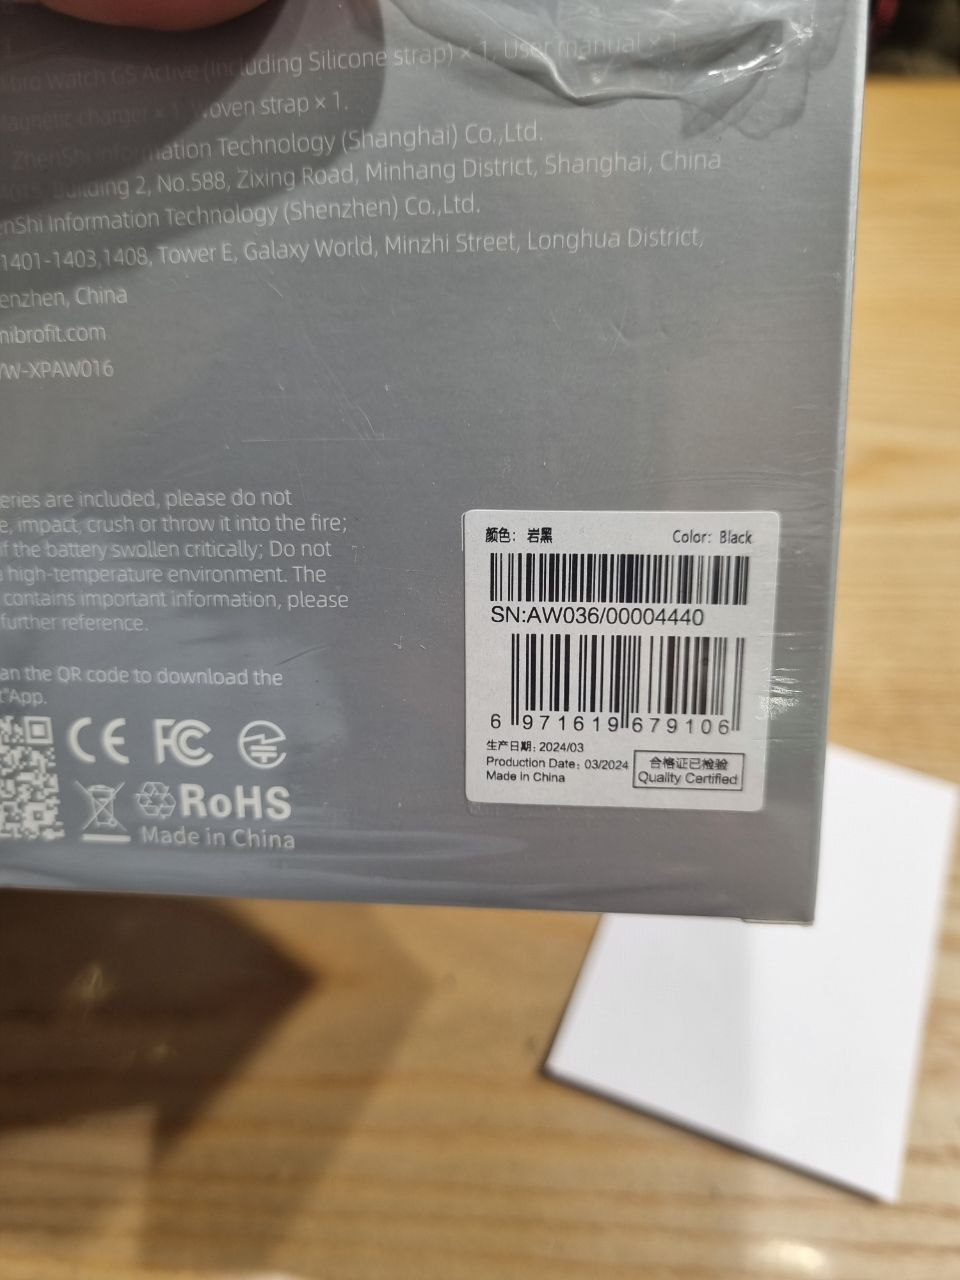 Watch GS Active (Including Silicone strap) × 1, User manual × 1,
Magnetic charger × 1, Woven strap × 1.
ZhenShi Information Technology (Shanghai) Co.,Ltd.
Building 2, No.588, Zixing Road, Minhang District, Shanghai, China
enShi Information Technology (Shenzhen) Co.,Ltd.
1401-1403,1408, Tower E, Galaxy World, Minzhi Street, Longhua District,
enzhen, China
mibrofit.com
W-XPAW016
eries are included, please do not
e, impact, crush or throw it into the fire;
if the battery swollen critically; Do not
a high-temperature environment. The
contains important information, please
further reference.
an the QR code to download the
t"App.
CE FC
RoHS
Made in China
颜色: 岩黑 Color: Black
SN:AW036/00004440
6 971619 679106
生产日期: 2024/03
Production Date: 03/2024
Made in China
合格证已检验
Quality Certified